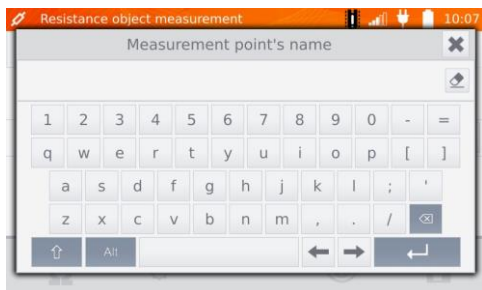 Resistance object measurement 10:07
Measurement point's name
1 2 3 4 5 6 7 8 9 0 - =
q w e r t y u i o p [ ]
a s d f g h j k l ; '
z x c v b n m , . /
Alt